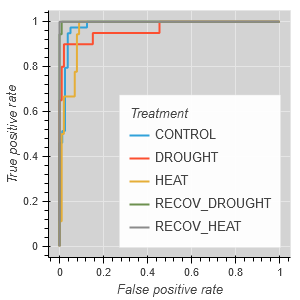 True positive rate
1
0.8
0.6
0.4
0.2
0
Treatment
CONTROL
DROUGHT
HEAT
RECOV_DROUGHT
RECOV_HEAT
0 0.2 0.4 0.6 0.8 1
False positive rate